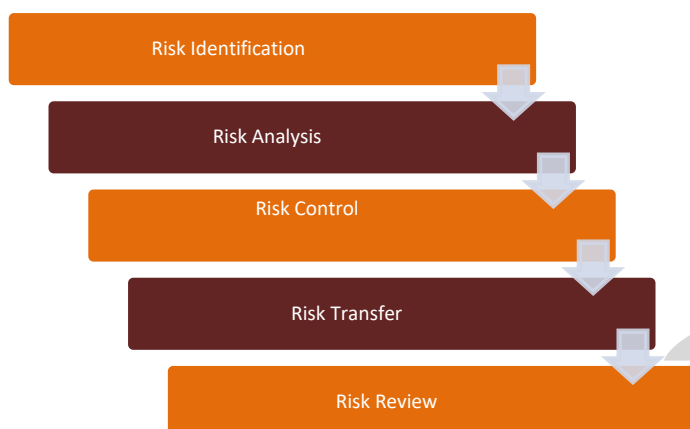 Risk Identification
Risk Analysis
Risk Control
Risk Transfer
Risk Review